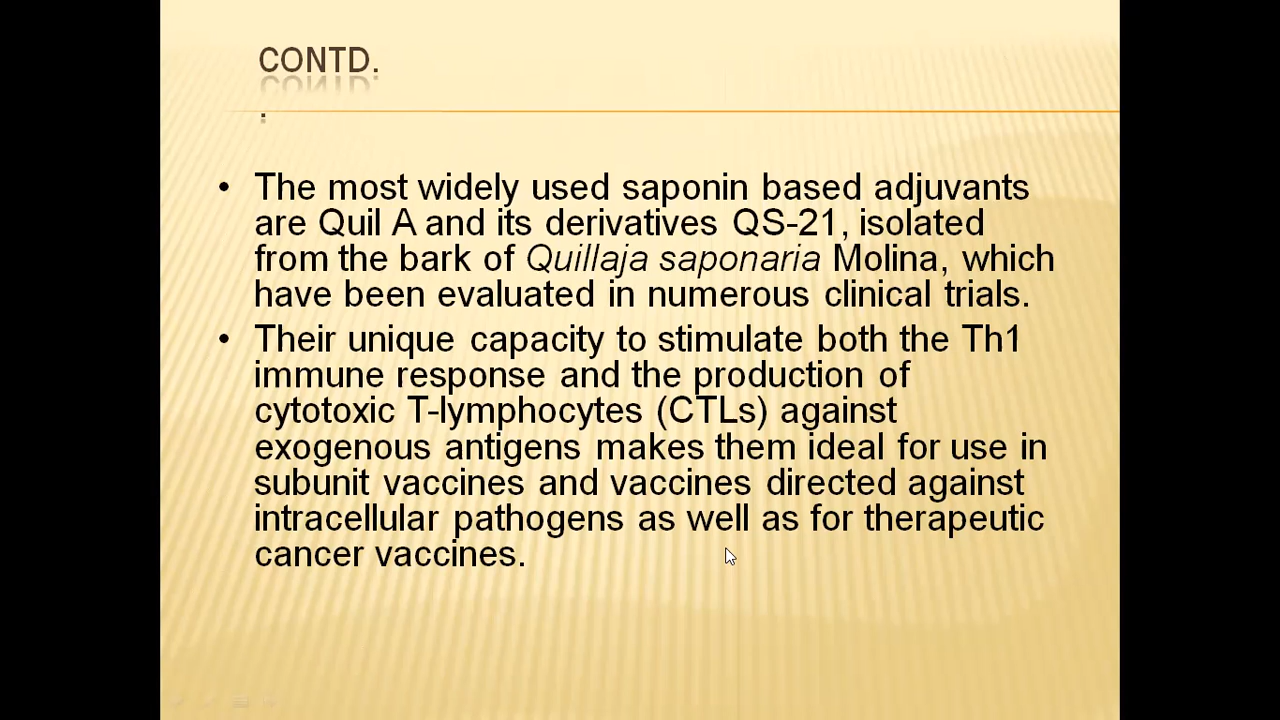 CONTD.
.
• The most widely used saponin based adjuvants
are Quil A and its derivatives QS-21, isolated
from the bark of Quillaja saponaria Molina, which
have been evaluated in numerous clinical trials.
• Their unique capacity to stimulate both the Th1
immune response and the production of
cytotoxic T-lymphocytes (CTLs) against
exogenous antigens makes them ideal for use in
subunit vaccines and vaccines directed against
intracellular pathogens as well as for therapeutic
cancer vaccines.